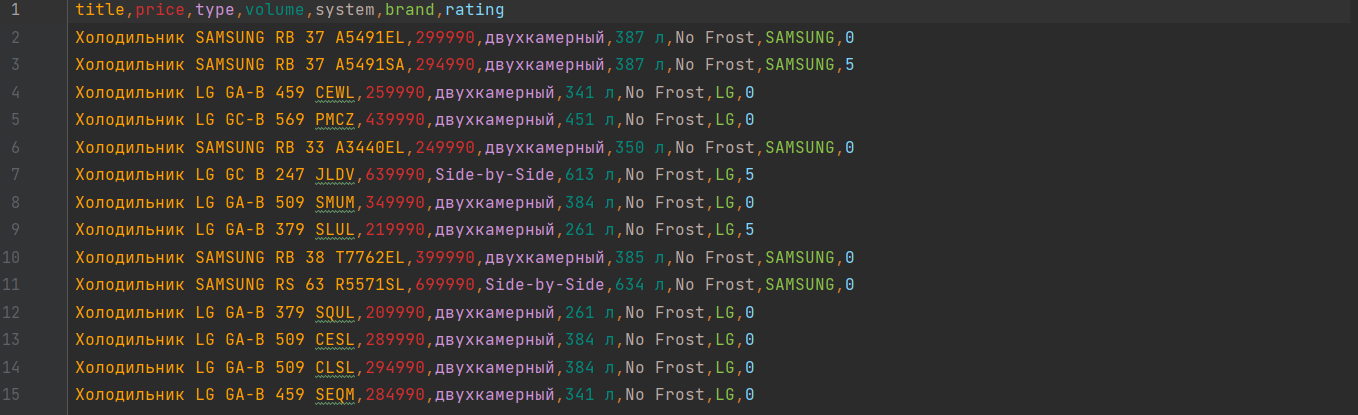 1 title,price,type,volume,system,brand,rating
2 Холодильник SAMSUNG RB 37 A5491EL,299990,двухкамерный,387 л,No Frost,SAMSUNG,0
3 Холодильник SAMSUNG RB 37 A5491SA,294990,двухкамерный,387 л,No Frost,SAMSUNG,5
4 Холодильник LG GA-B 459 CEWL,259990,двухкамерный,341 л,No Frost,LG,0
5 Холодильник LG GC-B 569 PMCZ,439990,двухкамерный,451 л,No Frost,LG,0
6 Холодильник SAMSUNG RB 33 A3440EL,249990,двухкамерный,350 л,No Frost,SAMSUNG,0
7 Холодильник LG GC B 247 JLDV,639990,Side-by-Side,613 л,No Frost,LG,5
8 Холодильник LG GA-B 509 SMUM,349990,двухкамерный,384 л,No Frost,LG,0
9 Холодильник LG GA-B 379 SLUL,219990,двухкамерный,261 л,No Frost,LG,5
10 Холодильник SAMSUNG RB 38 T7762EL,399990,двухкамерный,385 л,No Frost,SAMSUNG,0
11 Холодильник SAMSUNG RS 63 R5571SL,699990,Side-by-Side,634 л,No Frost,SAMSUNG,0
12 Холодильник LG GA-B 379 SQUL,209990,двухкамерный,261 л,No Frost,LG,0
13 Холодильник LG GA-B 509 CESL,289990,двухкамерный,384 л,No Frost,LG,0
14 Холодильник LG GA-B 509 CLSL,294990,двухкамерный,384 л,No Frost,LG,0
15 Холодильник LG GA-B 459 SEQM,284990,двухкамерный,341 л,No Frost,LG,0